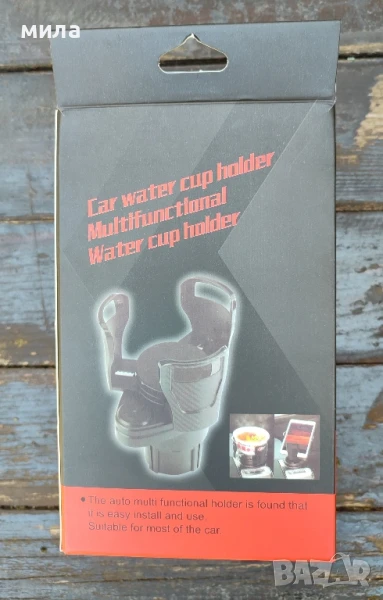 мила
Car water cup holder
Multifunctional
Water cup holder
• The auto multi functional holder is found that
it is easy install and use
Suitable for most of the car
BAZAR